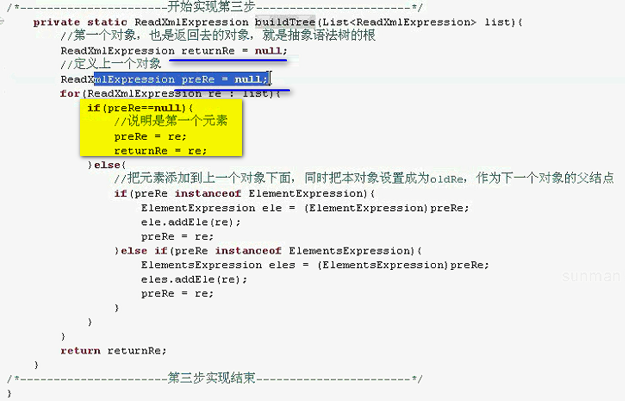 /*----------------------开始实现第三步-----------------------*/
private static ReadXmlExpression buildTree(List<ReadXmlExpression> list){
//第一个对象，也是返回去的对象，就是抽象语法树的根
ReadXmlExpression returnRe = null;
//定义上一个对象
ReadXmlExpression preRe = null;
for(ReadXmlExpression re : list){
if(preRe==null){
//说明是第一个元素
preRe = re;
returnRe = re;
}else{
//把元素添加到上一个对象下面，同时把本对象设置成为oldRe，作为下一个对象的父结点
if(preRe instanceof ElementExpression){
ElementExpression ele = (ElementExpression)preRe;
ele.addEle(re);
preRe = re;
}else if(preRe instanceof ElementsExpression){
ElementsExpression eles = (ElementsExpression)preRe;
eles.addEle(re);
preRe = re;
}
}
}
return returnRe;
}
/*----------------------第三步实现结束-----------------------*/
}
sunman